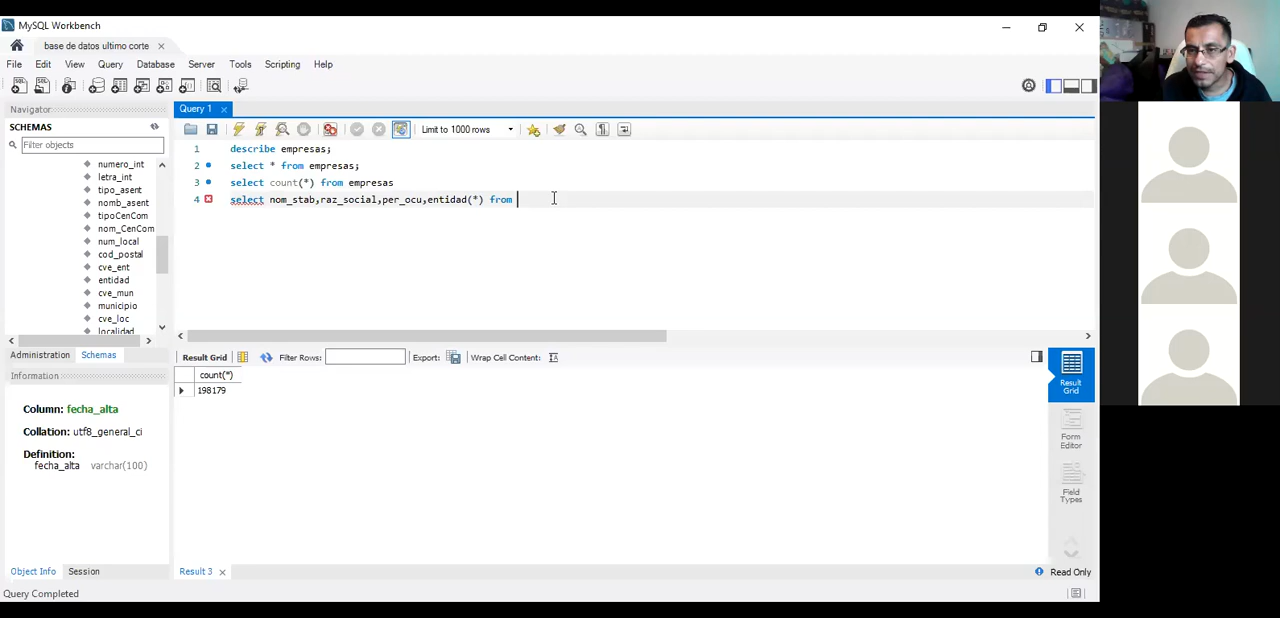 MySQL Workbench
base de datos ultimo corte
File Edit View Query Database Server Tools Scripting Help
Navigator
SCHEMAS
Filter objects
numero_int
letra_int
tipo_asent
nomb_asent
tipoCenCom
nom_CenCom
num_local
cod_postal
cve_ent
entidad
cve_mun
municipio
cve_loc
localidad
Administration Schemas
Information
Column: fecha_alta
Collation: utf8_general_ci
Definition:
fecha_alta varchar(100)
Object Info Session
Query Completed
Query 1
Limit to 1000 rows
1 describe empresas;
2 select * from empresas;
3 select count(*) from empresas
4 select nom_stab,raz_social,per_ocu,entidad(*) from
Result Grid Filter Rows: Export: Wrap Cell Content:
count(*)
198179
Result Grid
Form Editor
Field Types
Result 3
Read Only